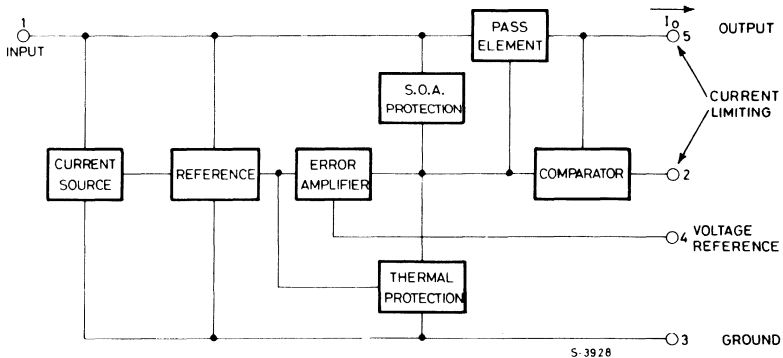 1
INPUT
PASS
ELEMENT
Io
5
OUTPUT
S.O.A.
PROTECTION
CURRENT
LIMITING
CURRENT
SOURCE
REFERENCE
ERROR
AMPLIFIER
COMPARATOR
2
4
VOLTAGE
REFERENCE
THERMAL
PROTECTION
3
GROUND
S-3928